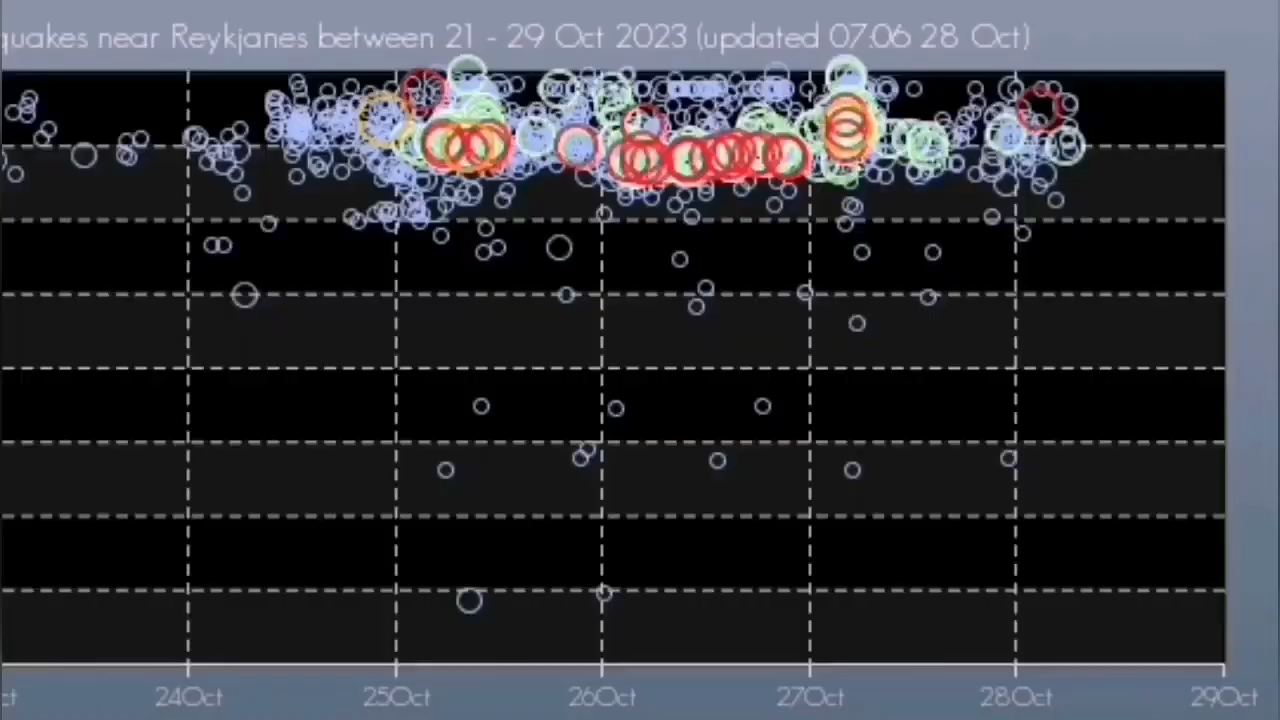 quakes near Reykjanes between 21 - 29 Oct 2023 (updated 07.06 28 Oct)
ct 24Oct 25Oct 26Oct 27Oct 28Oct 29Oct